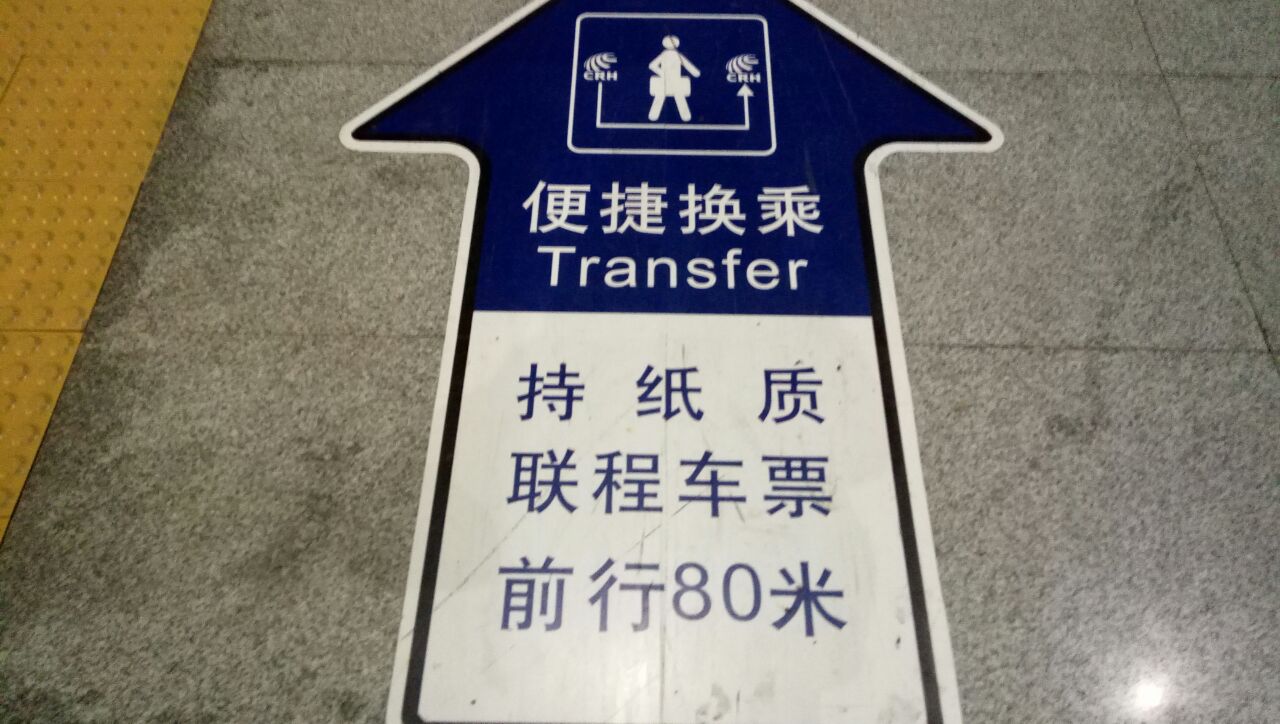 CRH CRH
便捷换乘
Transfer
持纸质
联程车票
前行80米